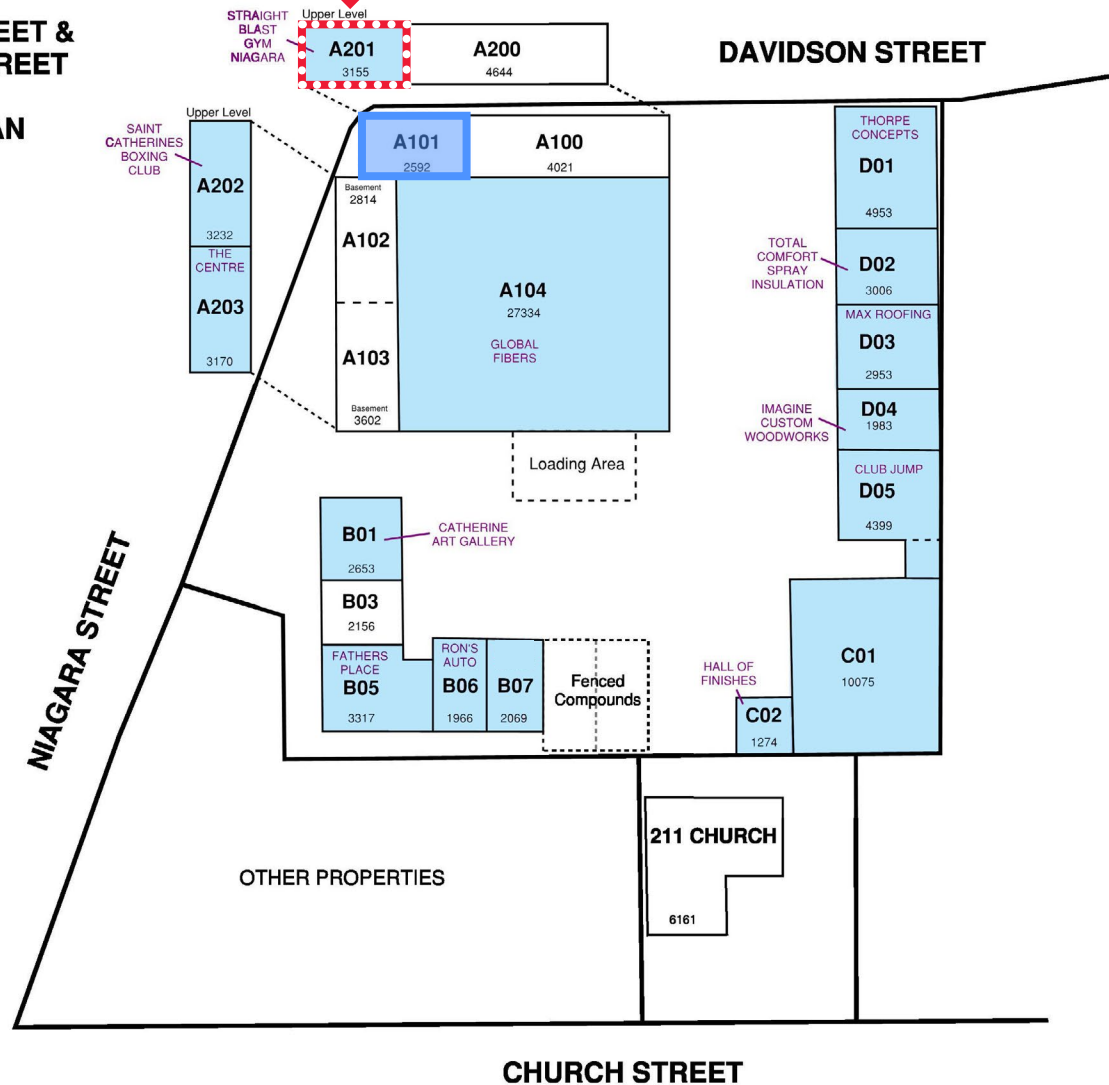 EET &
REET
AN
STRAIGHT
BLAST
GYM
NIAGARA
Upper Level
A201
3155
A200
4644
DAVIDSON STREET
Upper Level
SAINT
CATHERINES
BOXING
CLUB
A202
3232
THE
CENTRE
A203
3170
A101
2592
A100
4021
Basement
2814
A102
A103
Basement
3602
A104
27334
GLOBAL
FIBERS
Loading Area
THORPE
CONCEPTS
D01
4953
TOTAL
COMFORT
SPRAY
INSULATION
D02
3006
MAX ROOFING
D03
2953
IMAGINE
CUSTOM
WOODWORKS
D04
1983
CLUB JUMP
D05
4399
B01
2653
CATHERINE
ART GALLERY
B03
2156
FATHERS
PLACE
B05
3317
RON'S
AUTO
B06
1966
B07
2069
Fenced
Compounds
HALL OF
FINISHES
C02
1274
C01
10075
NIAGARA STREET
211 CHURCH
6161
OTHER PROPERTIES
CHURCH STREET